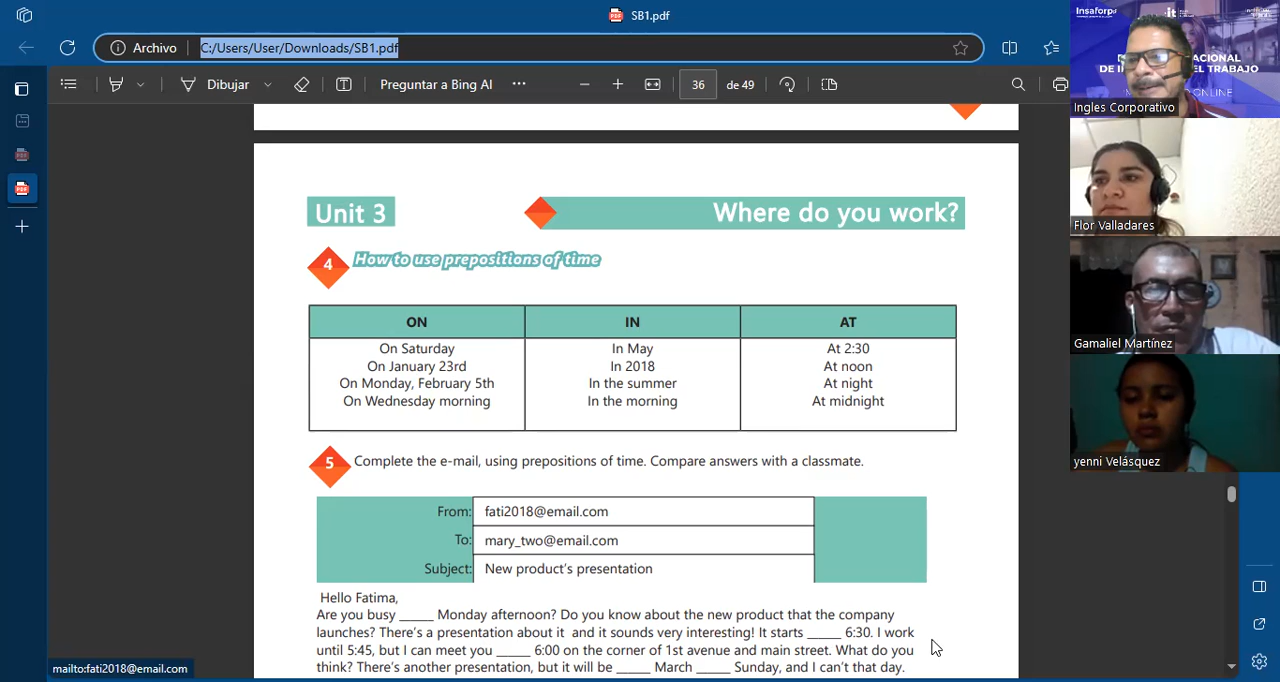 SB1.pdf
Archivo
C:/Users/User/Downloads/SB1.pdf
Dibujar
Preguntar a Bing AI
36
de 49
Unit 3
Where do you work?
4
How to use prepositions of time
ON
IN
AT
On Saturday
In May
At 2:30
On January 23rd
In 2018
At noon
On Monday, February 5th
In the summer
At night
On Wednesday morning
In the morning
At midnight
5
Complete the e-mail, using prepositions of time. Compare answers with a classmate.
From:
fati2018@email.com
To:
mary_two@email.com
Subject:
New product's presentation
Hello Fatima,
Are you busy _____ Monday afternoon? Do you know about the new product that the company
launches? There's a presentation about it and it sounds very interesting! It starts _____ 6:30. I work
until 5:45, but I can meet you _____ 6:00 on the corner of 1st avenue and main street. What do you
think? There's another presentation, but it will be _____ March _____ Sunday, and I can't that day.
mailto:fati2018@email.com
Insaforp
it
ACIONAL
DE I
EL TRABAJO
ONLINE
Ingles Corporativo
Flor Valladares
Gamaliel Martínez
yenni Velásquez